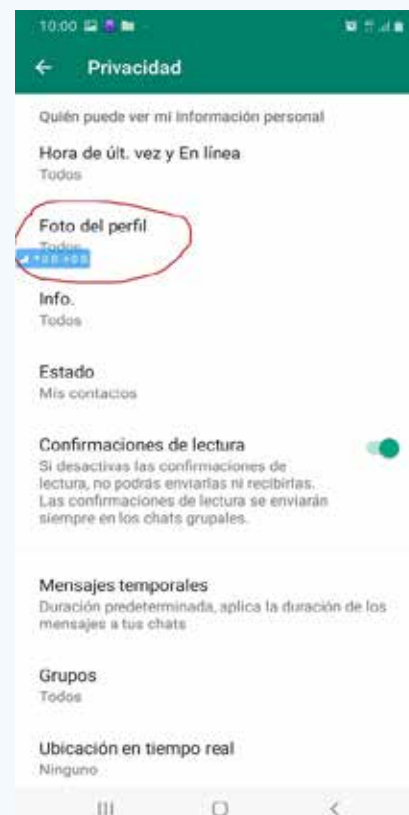 10:00
Privacidad
Quién puede ver mi información personal
Hora de últ. vez y En línea
Todos
Foto del perfil
Todos
Info.
Todos
Estado
Mis contactos
Confirmaciones de lectura
Si desactivas las confirmaciones de
lectura, no podrás enviarlas ni recibirlas.
Las confirmaciones de lectura se enviarán
siempre en los chats grupales.
Mensajes temporales
Duración predeterminada, aplica la duración de los
mensajes a tus chats
Grupos
Todos
Ubicación en tiempo real
Ninguno